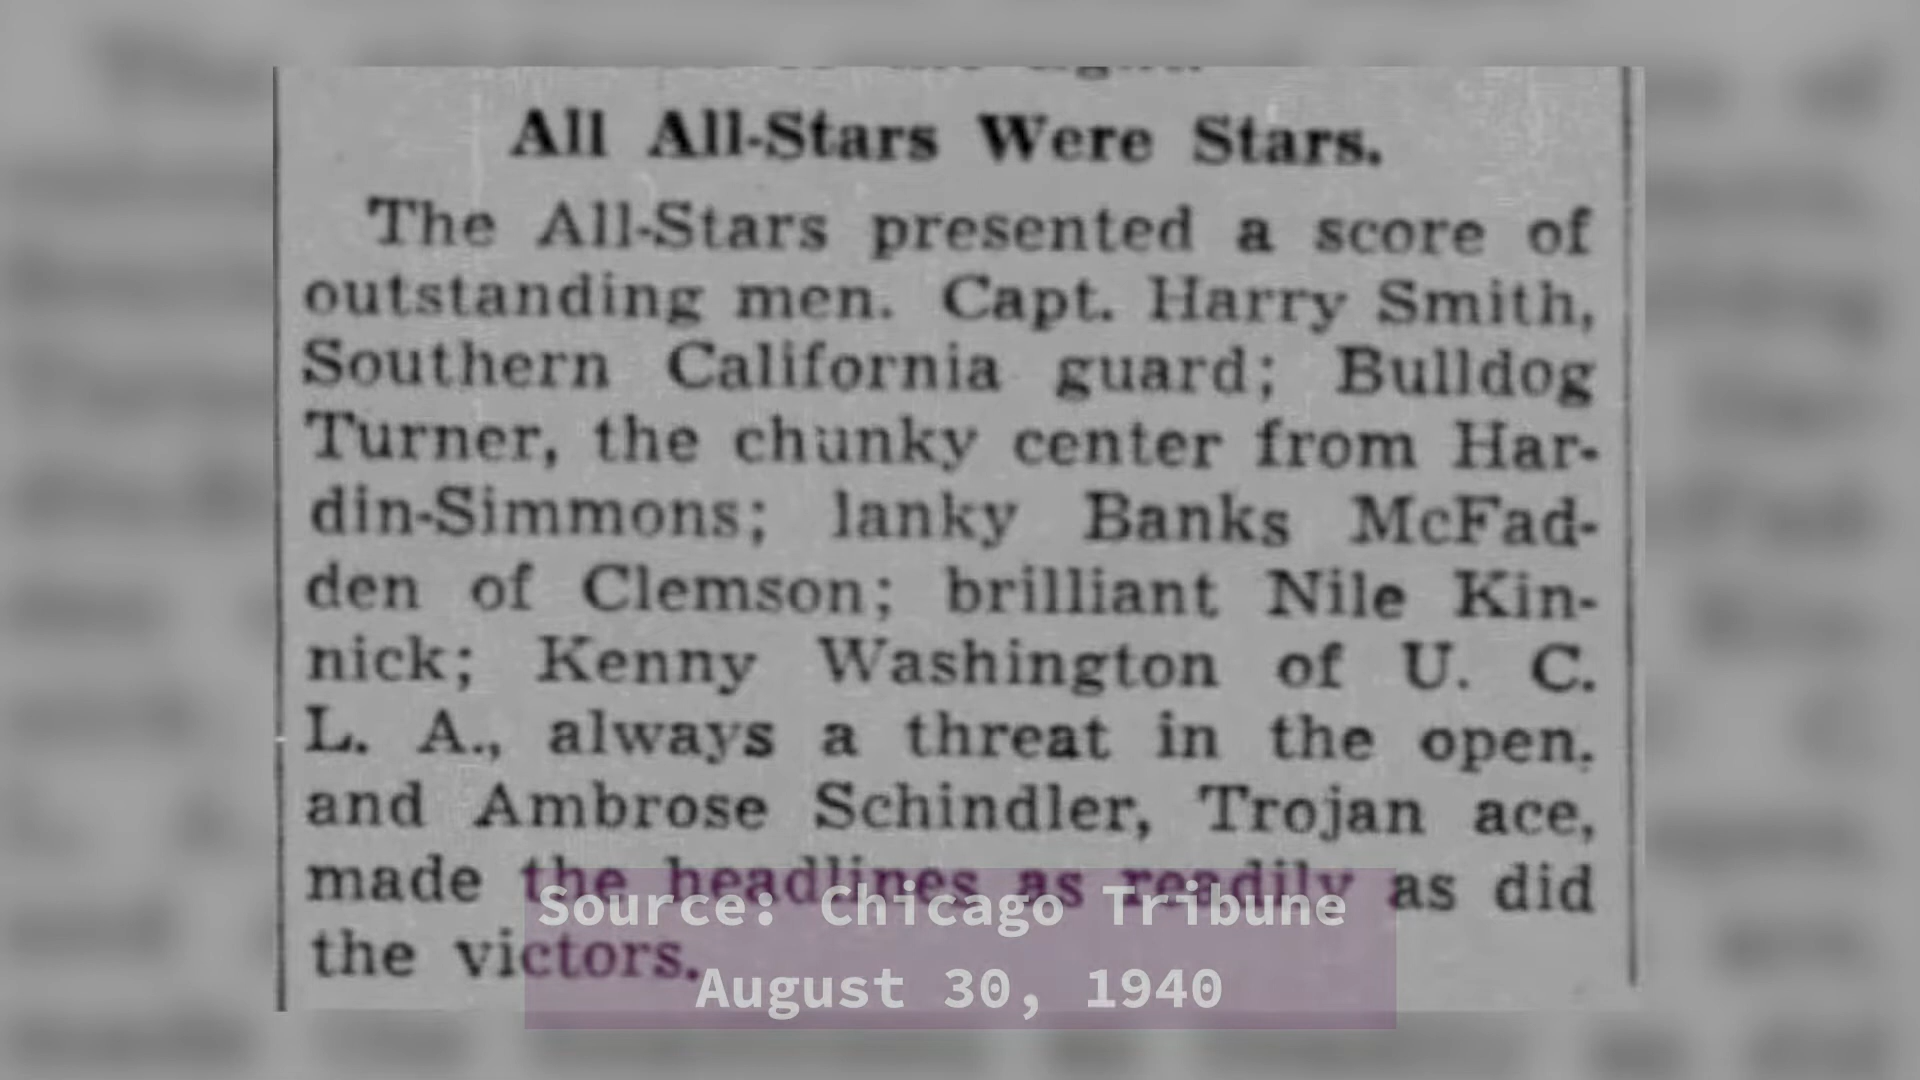 All All-Stars Were Stars.
The All-Stars presented a score of
outstanding men. Capt. Harry Smith,
Southern California guard; Bulldog
Turner, the chunky center from Har-
din-Simmons; lanky Banks McFad-
den of Clemson; brilliant Nile Kin-
nick; Kenny Washington of U. C.
L. A., always a threat in the open,
and Ambrose Schindler, Trojan ace,
made the headlines as readily as did
the victors.
Source: Chicago Tribune
August 30, 1940